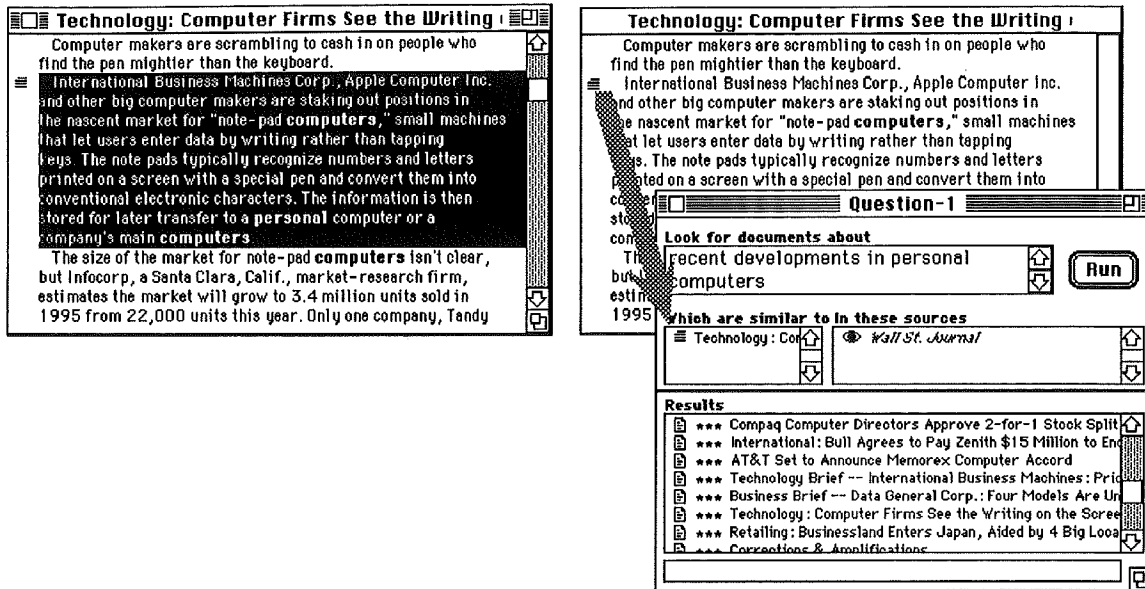 Technology: Computer Firms See the Writing
Computer makers are scrambling to cash in on people who
find the pen mightier than the keyboard.
International Business Machines Corp., Apple Computer Inc.
and other big computer makers are staking out positions in
the nascent market for "note-pad computers," small machines
that let users enter data by writing rather than tapping
keys. The note pads typically recognize numbers and letters
printed on a screen with a special pen and convert them into
conventional electronic characters. The information is then
stored for later transfer to a personal computer or a
company's main computers.
The size of the market for note-pad computers isn't clear,
but Infocorp, a Santa Clara, Calif., market-research firm,
estimates the market will grow to 3.4 million units sold in
1995 from 22,000 units this year. Only one company, Tandy
Technology: Computer Firms See the Writing
Computer makers are scrambling to cash in on people who
find the pen mightier than the keyboard.
International Business Machines Corp., Apple Computer Inc.
and other big computer makers are staking out positions in
nascent market for "note-pad computers," small machines
let users enter data by writing rather than tapping
The note pads typically recognize numbers and letters
on a screen with a special pen and convert them into
1995
Question-1
Look for documents about
recent developments in personal
computers
Run
Which are similar to In these sources
Technology: Co
Wall St. Journal
Results
*** Compaq Computer Directors Approve 2-for-1 Stock Split
*** International: Bull Agrees to Pay Zenith $15 Million to En
*** AT&T Set to Announce Memorex Computer Accord
*** Technology Brief -- International Business Machines: Pri
*** Business Brief -- Data General Corp.: Four Models Are Un
*** Technology: Computer Firms See the Writing on the Scree
*** Retailing: Businessland Enters Japan, Aided by 4 Big Loca
*** Corrections & Amplifications